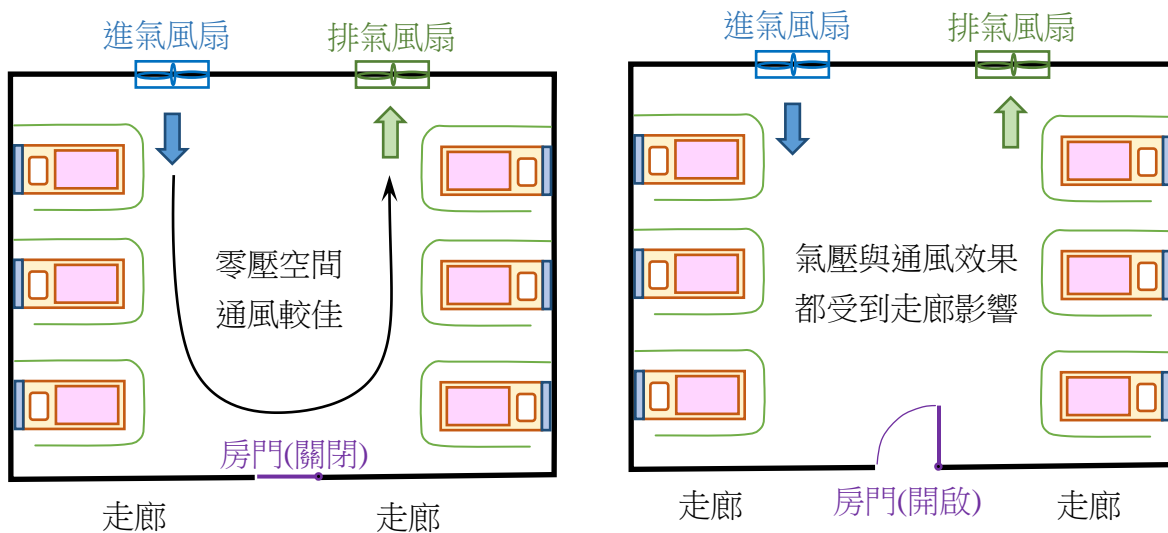 進氣風扇
排氣風扇
零壓空間
通風較佳
房門(關閉)
走廊
走廊
進氣風扇
排氣風扇
氣壓與通風效果
都受到走廊影響
房門(開啟)
走廊
走廊